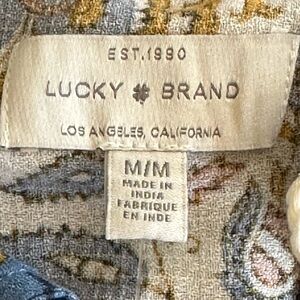 EST.1990
LUCKY BRAND
LOS ANGELES, CALIFORNIA
M/M
MADE IN
INDIA
FABRIQUE
EN INDE